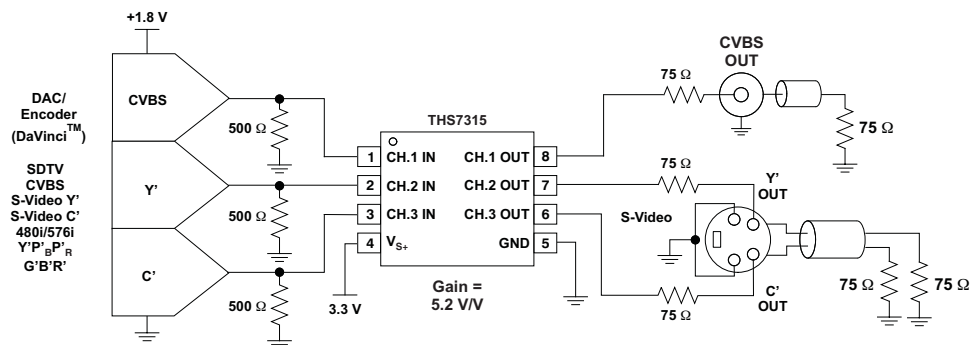 +1.8 V
DAC/
Encoder
(DaVinci™)
SDTV
CVBS
S-Video Y'
S-Video C'
480i/576i
Y'P'BP'R
G'B'R'
CVBS
Y'
C'
500 Ω
500 Ω
500 Ω
3.3 V
THS7315
1 CH.1 IN CH.1 OUT 8
2 CH.2 IN CH.2 OUT 7
3 CH.3 IN CH.3 OUT 6
4 VS+ GND 5
Gain =
5.2 V/V
CVBS
OUT
75 Ω
75 Ω
75 Ω
Y'
OUT
S-Video
C'
OUT
75 Ω
75 Ω
75 Ω